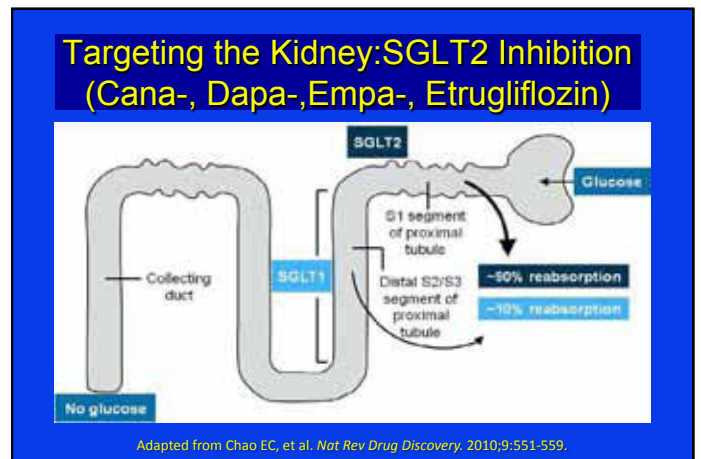 Targeting the Kidney:SGLT2 Inhibition
(Cana-, Dapa-,Empa-, Etrugliflozin)
SGLT2
Glucose
S1 segment
of proximal
tubule
SGLT1
Collecting
duct
Distal S2/S3
segment of
proximal
tubule
~90% reabsorption
~10% reabsorption
No glucose
Adapted from Chao EC, et al. Nat Rev Drug Discovery. 2010;9:551-559.